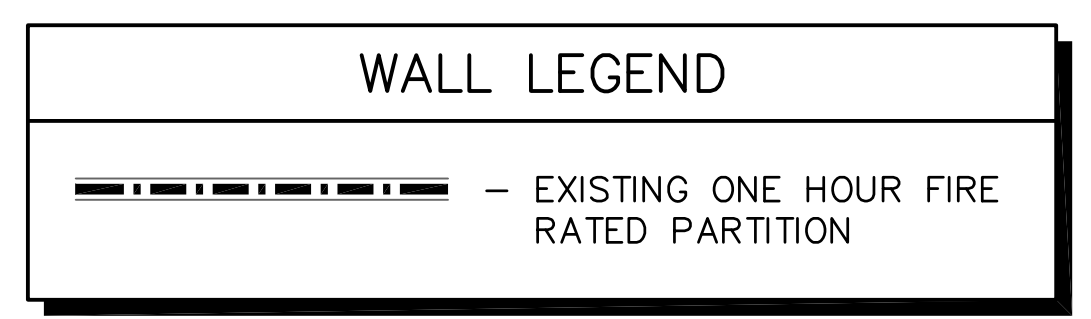 WALL LEGEND
– EXISTING ONE HOUR FIRE
RATED PARTITION